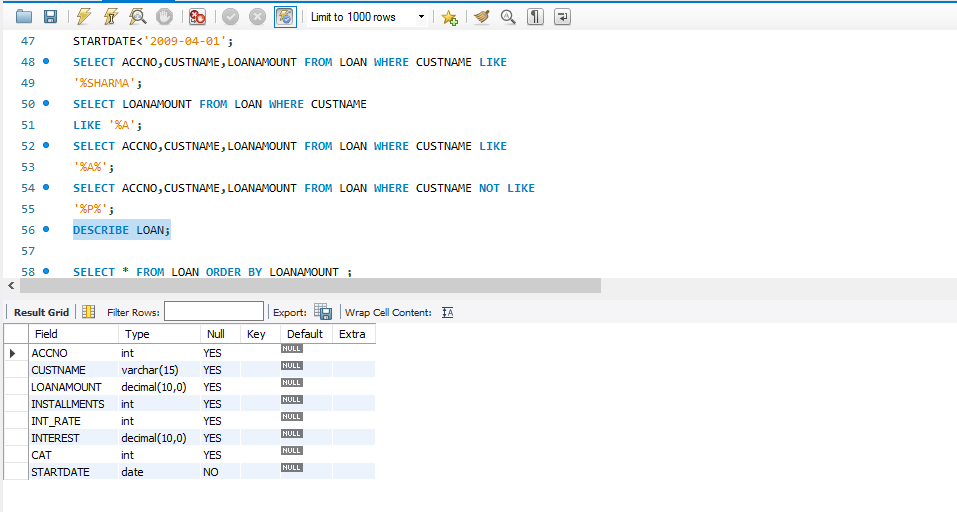 Limit to 1000 rows
47 STARTDATE<'2009-04-01';
48 SELECT ACCNO,CUSTNAME,LOANAMOUNT FROM LOAN WHERE CUSTNAME LIKE
49 '%SHARMA';
50 SELECT LOANAMOUNT FROM LOAN WHERE CUSTNAME
51 LIKE '%A';
52 SELECT ACCNO,CUSTNAME,LOANAMOUNT FROM LOAN WHERE CUSTNAME LIKE
53 '%A%';
54 SELECT ACCNO,CUSTNAME,LOANAMOUNT FROM LOAN WHERE CUSTNAME NOT LIKE
55 '%P%';
56 DESCRIBE LOAN;
57
58 SELECT * FROM LOAN ORDER BY LOANAMOUNT ;
Result Grid Filter Rows: Export: Wrap Cell Content: IA
Field Type Null Key Default Extra
ACCNO int YES NULL
CUSTNAME varchar(15) YES NULL
LOANAMOUNT decimal(10,0) YES NULL
INSTALLMENTS int YES NULL
INT_RATE int YES NULL
INTEREST decimal(10,0) YES NULL
CAT int YES NULL
STARTDATE date NO NULL